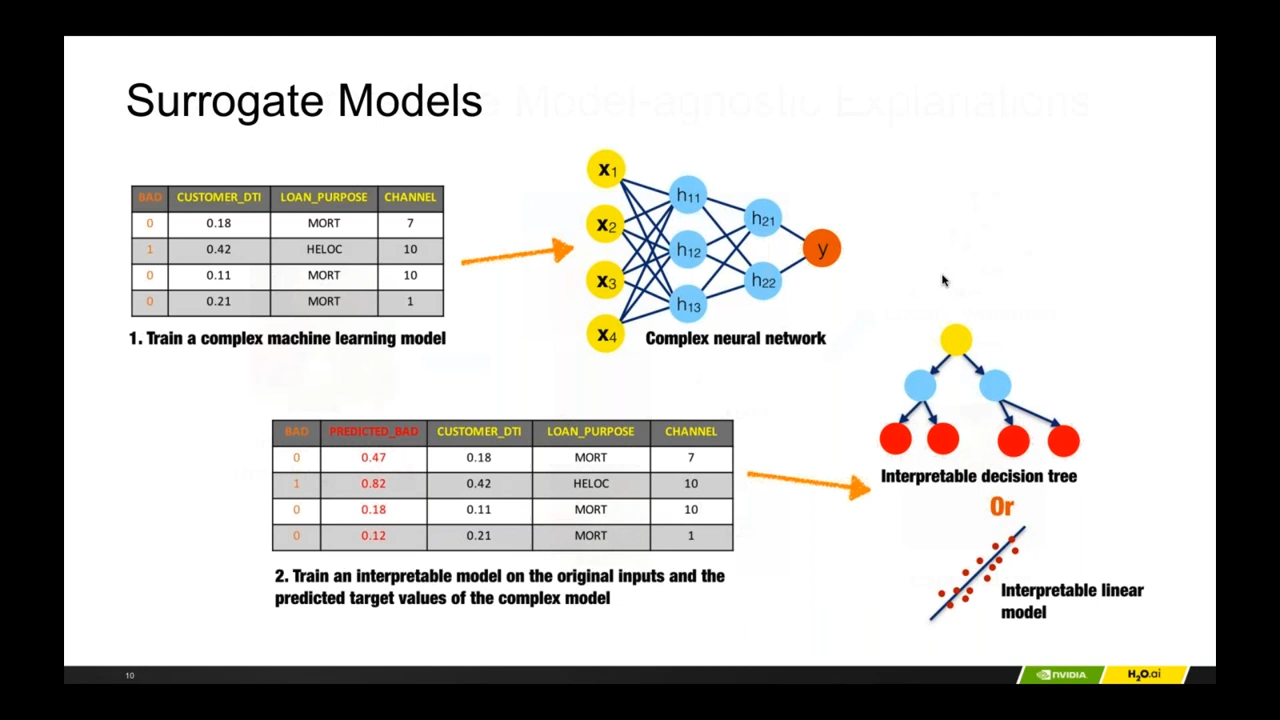 Surrogate Models
Model-agnostic Explanations
BAD CUSTOMER_DTI LOAN_PURPOSE CHANNEL
0 0.18 MORT 7
1 0.42 HELOC 10
0 0.11 MORT 10
0 0.21 MORT 1
1. Train a complex machine learning model
x1
x2
x3
x4
h11
h12
h13
h21
h22
y
Complex neural network
BAD PREDICTED_BAD CUSTOMER_DTI LOAN_PURPOSE CHANNEL
0 0.47 0.18 MORT 7
1 0.82 0.42 HELOC 10
0 0.18 0.11 MORT 10
0 0.12 0.21 MORT 1
2. Train an interpretable model on the original inputs and the
predicted target values of the complex model
Interpretable decision tree
Or
Interpretable linear
model
10
NVIDIA.
H2O.ai